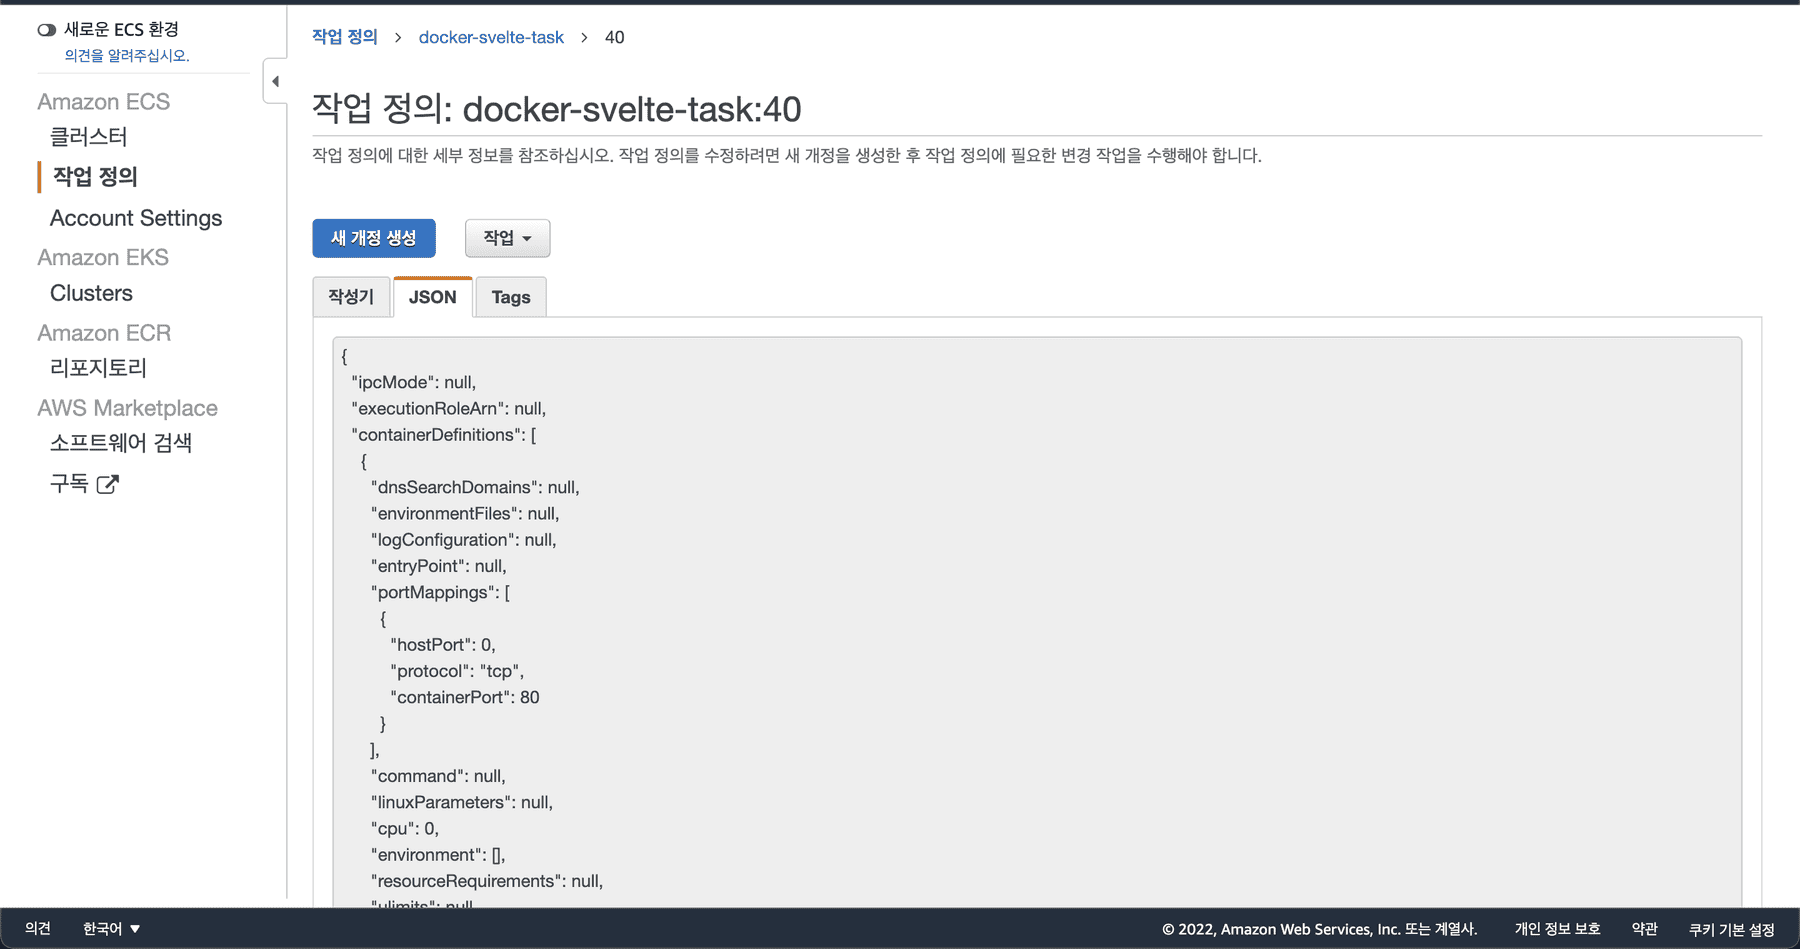 새로운 ECS 환경
의견을 알려주십시오.
Amazon ECS
클러스터
작업 정의
Account Settings
Amazon EKS
Clusters
Amazon ECR
리포지토리
AWS Marketplace
소프트웨어 검색
구독
작업 정의 > docker-svelte-task > 40
작업 정의: docker-svelte-task:40
작업 정의에 대한 세부 정보를 참조하십시오. 작업 정의를 수정하려면 새 개정을 생성한 후 작업 정의에 필요한 변경 작업을 수행해야 합니다.
새 개정 생성 작업
작성기 JSON Tags
{
"ipcMode": null,
"executionRoleArn": null,
"containerDefinitions": [
{
"dnsSearchDomains": null,
"environmentFiles": null,
"logConfiguration": null,
"entryPoint": null,
"portMappings": [
{
"hostPort": 0,
"protocol": "tcp",
"containerPort": 80
}
],
"command": null,
"linuxParameters": null,
"cpu": 0,
"environment": [],
"resourceRequirements": null,
"ulimits": null
의견 한국어 © 2022, Amazon Web Services, Inc. 또는 계열사. 개인 정보 보호 약관 쿠키 기본 설정